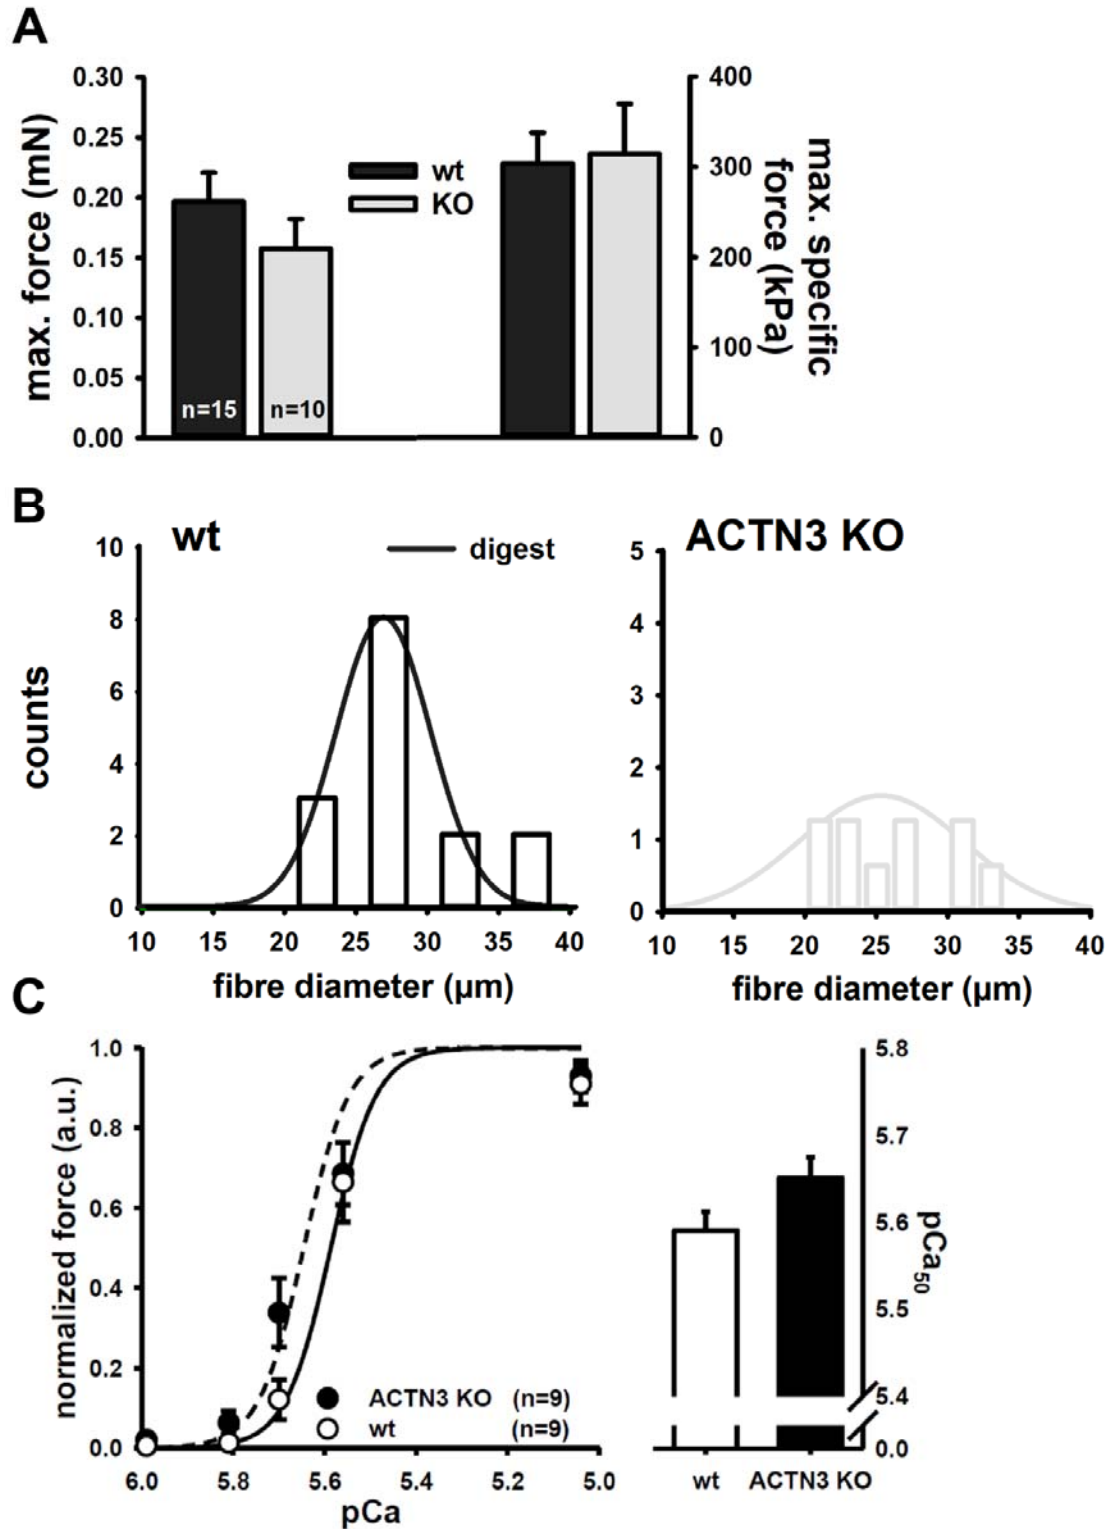 A
0.30
0.25
0.20
0.15
0.10
0.05
0.00
max. force (mN)
n=15
n=10
wt
KO
400
300
200
100
0
max. specific
force (kPa)
B
wt
digest
10
8
6
4
2
0
counts
10 15 20 25 30 35 40
fibre diameter (µm)
ACTN3 KO
5
4
3
2
1
0
10 15 20 25 30 35 40
fibre diameter (µm)
C
1.0
0.8
0.6
0.4
0.2
0.0
normalized force (a.u.)
ACTN3 KO (n=9)
wt (n=9)
6.0 5.8 5.6 5.4 5.2 5.0
pCa
5.8
5.7
5.6
5.5
5.4
0.0
pCa50
wt ACTN3 KO